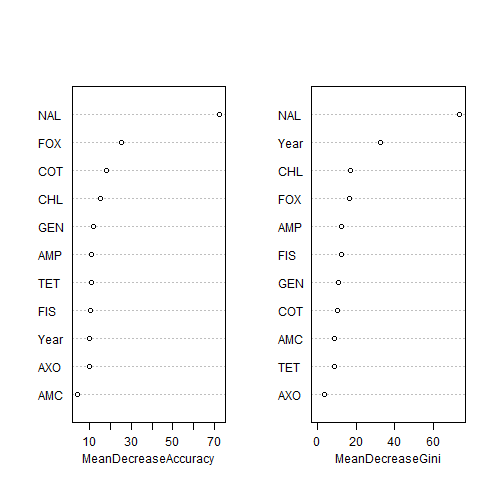 NAL
FOX
COT
CHL
GEN
AMP
TET
FIS
Year
AXO
AMC
10 30 50 70
MeanDecreaseAccuracy
NAL
Year
CHL
FOX
AMP
FIS
GEN
COT
AMC
TET
AXO
0 20 40 60
MeanDecreaseGini